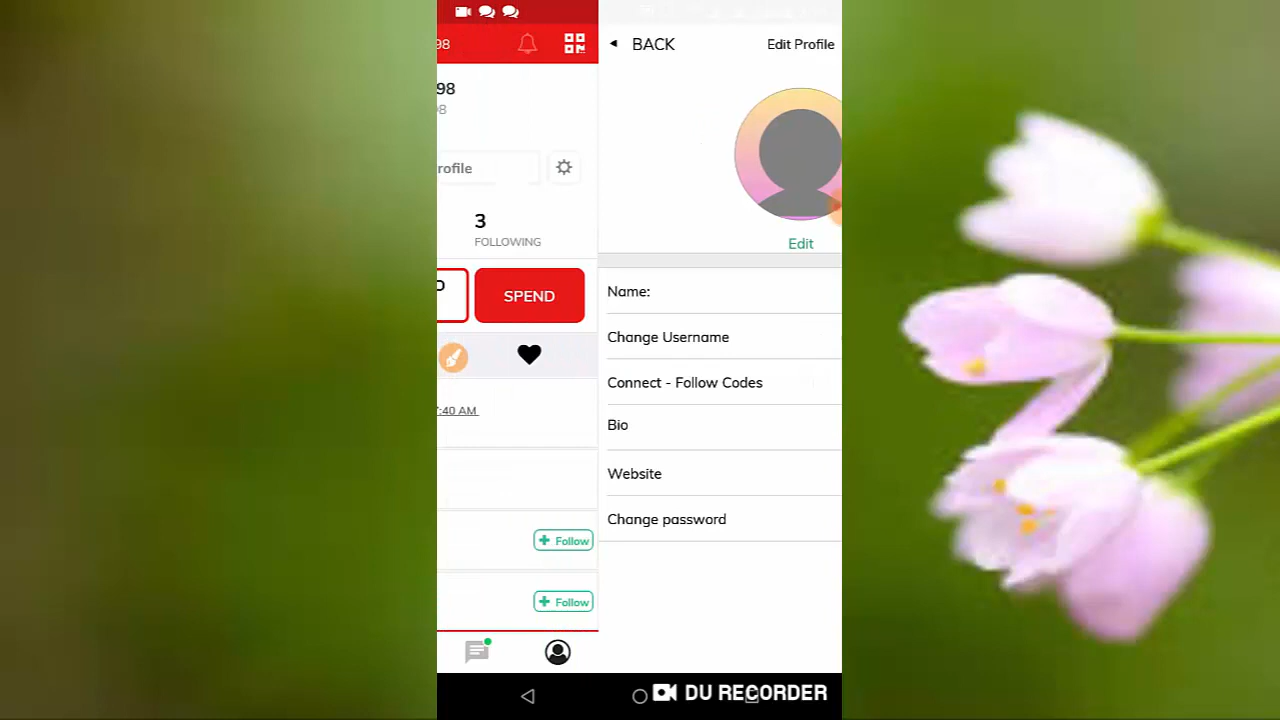 98
98
rofile
3
FOLLOWING
SPEND
7:40 AM
+ Follow
+ Follow
BACK
Edit Profile
Edit
Name:
Change Username
Connect - Follow Codes
Bio
Website
Change password
DU RECORDER